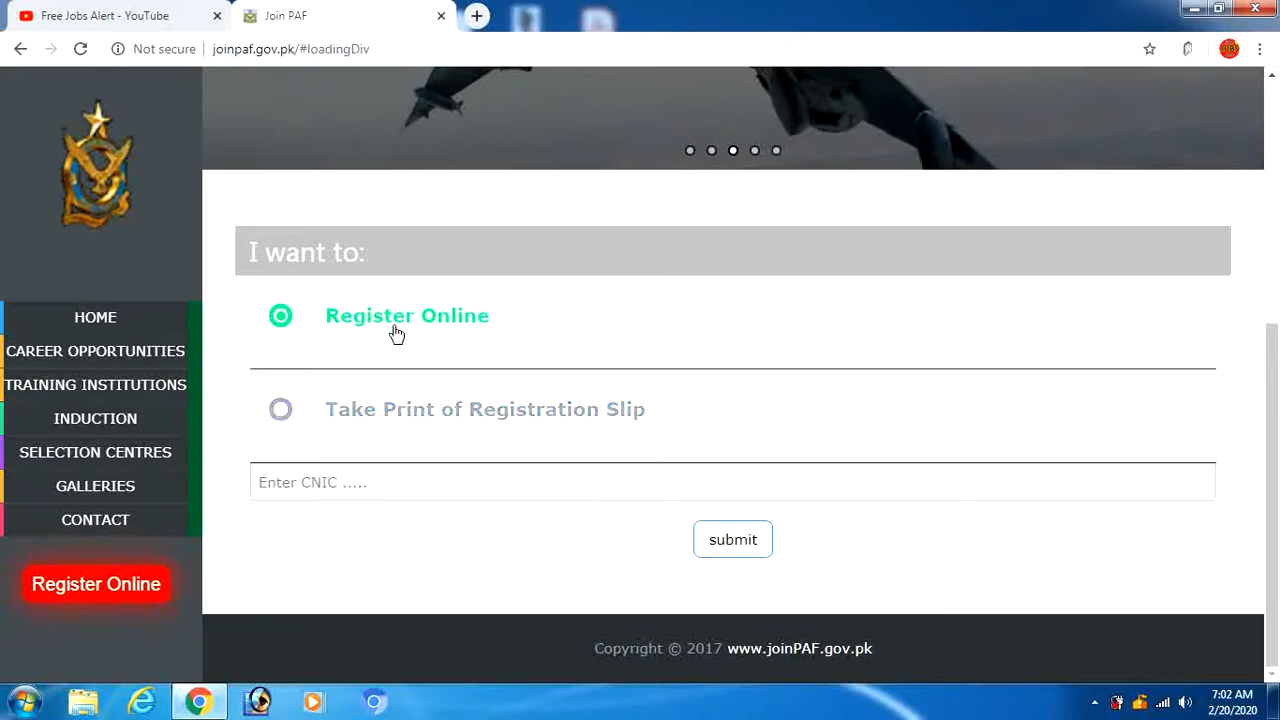 Free Jobs Alert - YouTube
Join PAF
Not secure
joinpaf.gov.pk/#loadingDiv
I want to:
Register Online
Take Print of Registration Slip
Enter CNIC .....
submit
HOME
CAREER OPPORTUNITIES
TRAINING INSTITUTIONS
INDUCTION
SELECTION CENTRES
GALLERIES
CONTACT
Register Online
Copyright © 2017 www.joinPAF.gov.pk
7:02 AM
2/20/2020